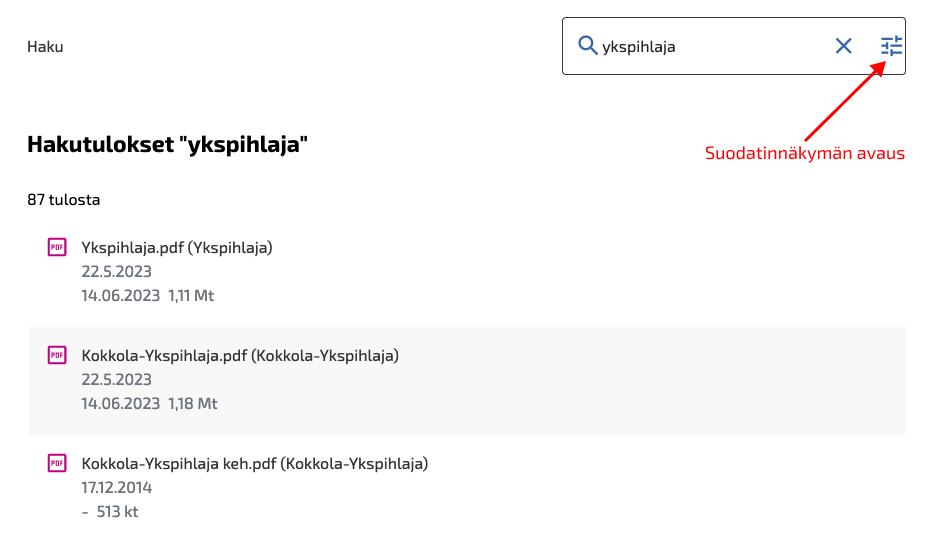 Haku
ykspihlaja
Suodatinnäkymän avaus
Hakutulokset "ykspihlaja"
87 tulosta
PDF Ykspihlaja.pdf (Ykspihlaja)
22.5.2023
14.06.2023 1,11 Mt
PDF Kokkola-Ykspihlaja.pdf (Kokkola-Ykspihlaja)
22.5.2023
14.06.2023 1,18 Mt
PDF Kokkola-Ykspihlaja keh.pdf (Kokkola-Ykspihlaja)
17.12.2014
- 513 kt